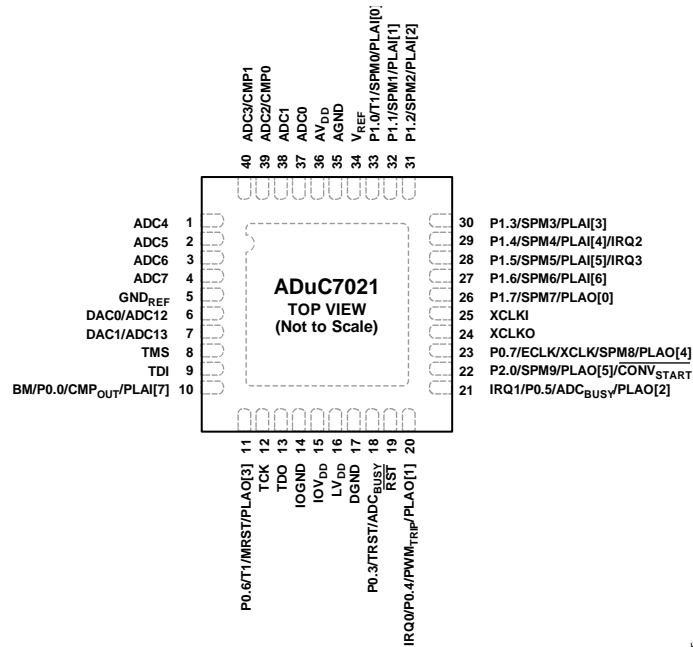 40 ADC3/CMP1
39 ADC2/CMP0
38 ADC1
37 ADC0
36 AVDD
35 AGND
34 VREF
33 P1.0/T1/SPM0/PLAI[0]
32 P1.1/SPM1/PLAI[1]
31 P1.2/SPM2/PLAI[2]
ADC4 1
ADC5 2
ADC6 3
ADC7 4
GNDREF 5
DAC0/ADC12 6
DAC1/ADC13 7
TMS 8
TDI 9
BM/P0.0/CMPOUT/PLAI[7] 10
ADuC7021
TOP VIEW
(Not to Scale)
30 P1.3/SPM3/PLAI[3]
29 P1.4/SPM4/PLAI[4]/IRQ2
28 P1.5/SPM5/PLAI[5]/IRQ3
27 P1.6/SPM6/PLAI[6]
26 P1.7/SPM7/PLAO[0]
25 XCLKI
24 XCLKO
23 P0.7/ECLK/XCLK/SPM8/PLAO[4]
22 P2.0/SPM9/PLAO[5]/CONVSTART
21 IRQ1/P0.5/ADCBUSY/PLAO[2]
P0.6/T1/MRST/PLAO[3] 11
TCK 12
TDO 13
IOGND 14
IOVDD 15
LVDD 16
DGND 17
P0.3/TRST/ADCBUSY 18
RST 19
IRQ0/P0.4/PWMTRIP/PLAO[1] 20